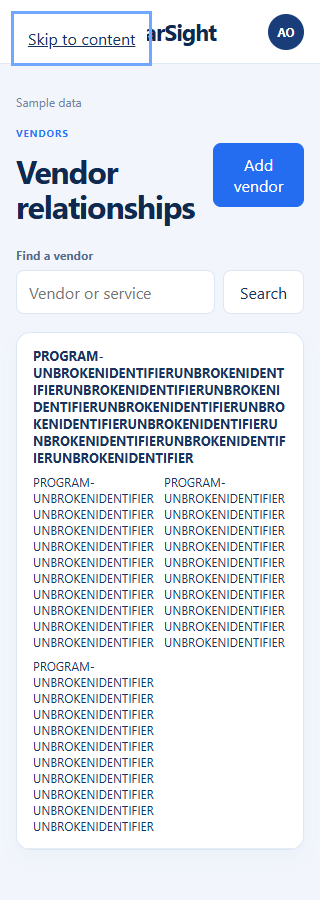 Skip to content
arSight
AO
Sample data
VENDORS
Vendor
relationships
Add
vendor
Find a vendor
Vendor or service
Search
PROGRAM-
UNBROKENIDENTIFIERUNBROKENIDENT
IFIERUNBROKENIDENTIFIERUNBROKENI
DENTIFIERUNBROKENIDENTIFIERUNBRO
KENIDENTIFIERUNBROKENIDENTIFIERU
NBROKENIDENTIFIERUNBROKENIDENTIF
IERUNBROKENIDENTIFIER
PROGRAM-
UNBROKENIDENTIFIER
UNBROKENIDENTIFIER
UNBROKENIDENTIFIER
UNBROKENIDENTIFIER
UNBROKENIDENTIFIER
UNBROKENIDENTIFIER
UNBROKENIDENTIFIER
UNBROKENIDENTIFIER
UNBROKENIDENTIFIER
UNBROKENIDENTIFIER
PROGRAM-
UNBROKENIDENTIFIER
UNBROKENIDENTIFIER
UNBROKENIDENTIFIER
UNBROKENIDENTIFIER
UNBROKENIDENTIFIER
UNBROKENIDENTIFIER
UNBROKENIDENTIFIER
UNBROKENIDENTIFIER
UNBROKENIDENTIFIER
UNBROKENIDENTIFIER
PROGRAM-
UNBROKENIDENTIFIER
UNBROKENIDENTIFIER
UNBROKENIDENTIFIER
UNBROKENIDENTIFIER
UNBROKENIDENTIFIER
UNBROKENIDENTIFIER
UNBROKENIDENTIFIER
UNBROKENIDENTIFIER
UNBROKENIDENTIFIER
UNBROKENIDENTIFIER